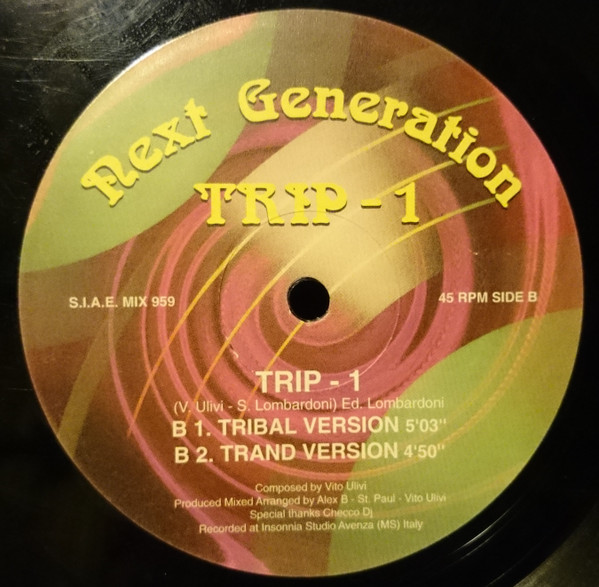 Next Generation
TRIP - 1
S.I.A.E. MIX 959
45 RPM SIDE B
TRIP - 1
(V. Ulivi - S. Lombardoni) Ed. Lombardoni
B 1. TRIBAL VERSION 5'03"
B 2. TRAND VERSION 4'50"
Composed by Vito Ulivi
Produced Mixed Arranged by Alex B - St. Paul - Vito Ulivi
Special thanks Checco Dj
Recorded at Insonnia Studio Avenza (MS) Italy